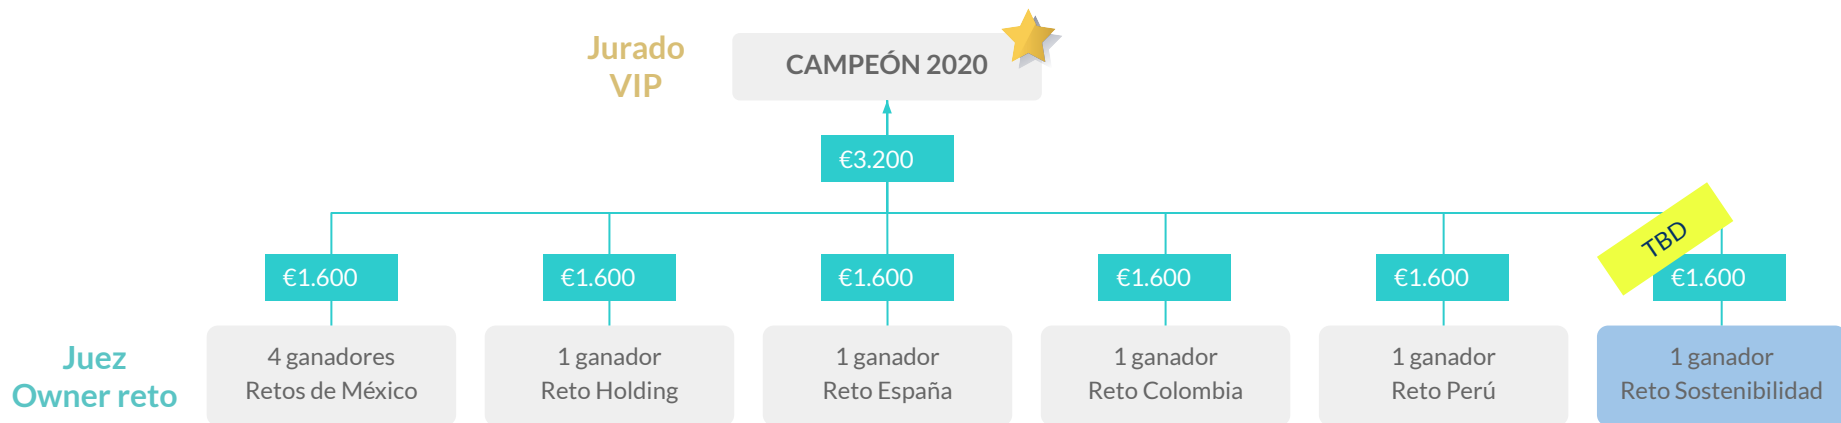 Jurado
VIP
CAMPEÓN 2020
€3.200
TBD
€1.600
€1.600
€1.600
€1.600
€1.600
€1.600
Juez
Owner reto
4 ganadores
Retos de México
1 ganador
Reto Holding
1 ganador
Reto España
1 ganador
Reto Colombia
1 ganador
Reto Perú
1 ganador
Reto Sostenibilidad